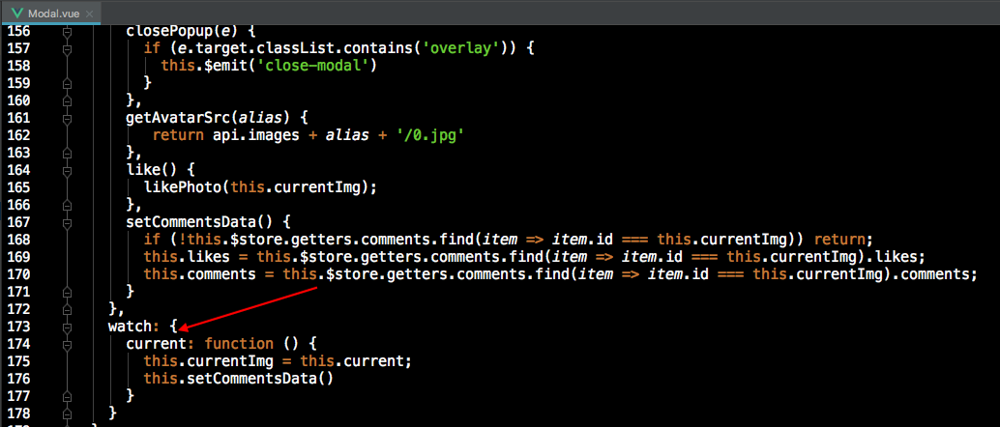 Modal.vue
156 closePopup(e) {
157 if (e.target.classList.contains('overlay')) {
158 this.$emit('close-modal')
159 }
160 },
161 getAvatarSrc(alias) {
162 return api.images + alias + '/0.jpg'
163 },
164 like() {
165 likePhoto(this.currentImg);
166 },
167 setCommentsData() {
168 if (!this.$store.getters.comments.find(item => item.id === this.currentImg)) return;
169 this.likes = this.$store.getters.comments.find(item => item.id === this.currentImg).likes;
170 this.comments = this.$store.getters.comments.find(item => item.id === this.currentImg).comments;
171 }
172 },
173 watch: {
174 current: function () {
175 this.currentImg = this.current;
176 this.setCommentsData()
177 }
178 }